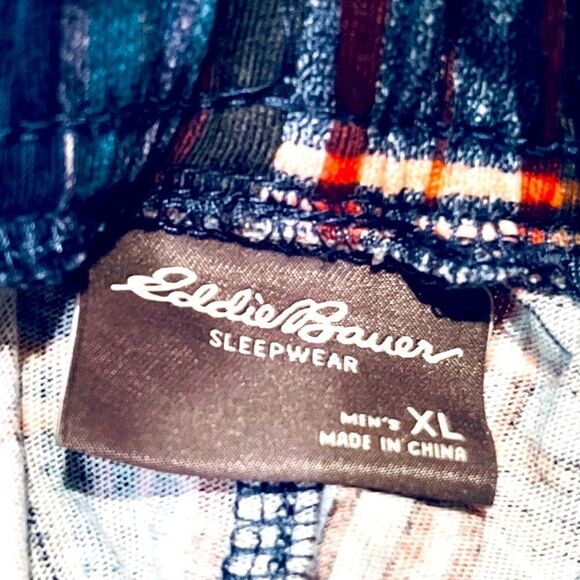 Eddie Bauer
SLEEPWEAR
MEN'S XL
MADE IN CHINA